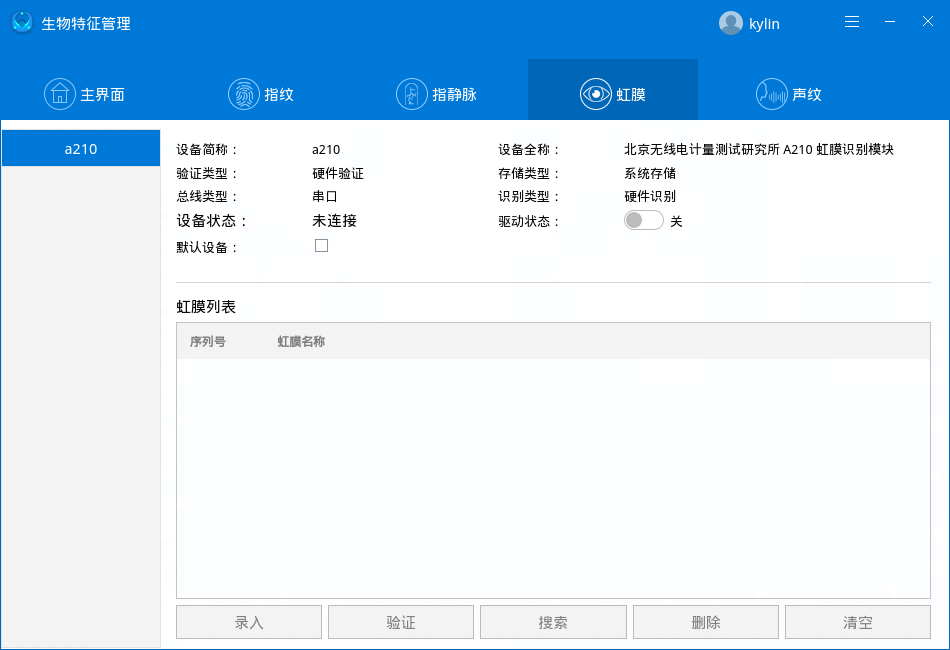 生物特征管理 kylin
主界面 指纹 指静脉 虹膜 声纹
a210
设备简称： a210 设备全称： 北京无线电计量测试研究所 A210 虹膜识别模块
验证类型： 硬件验证 存储类型： 系统存储
总线类型： 串口 识别类型： 硬件识别
设备状态： 未连接 驱动状态： 关
默认设备：
虹膜列表
序列号 虹膜名称
录入 验证 搜索 删除 清空